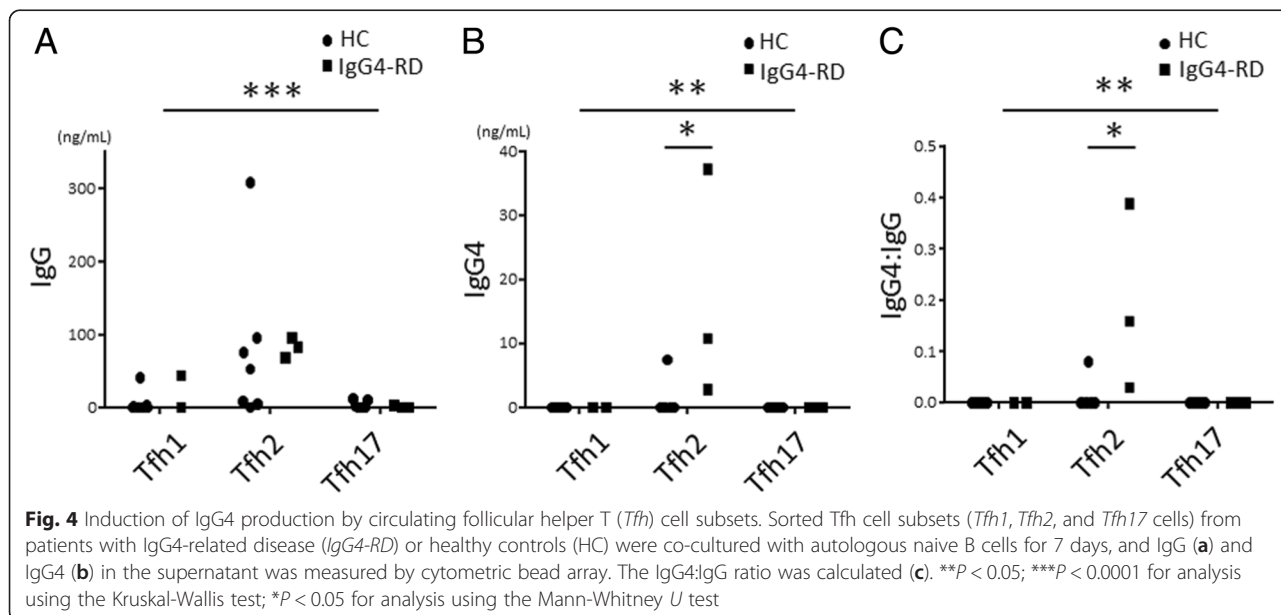 A
● HC
■ IgG4-RD
***
(ng/mL)
IgG
300
200
100
0
Tfh1
Tfh2
Tfh17
B
● HC
■ IgG4-RD
**
*
(ng/mL)
IgG4
40
30
20
10
0
Tfh1
Tfh2
Tfh17
C
● HC
■ IgG4-RD
**
*
IgG4:IgG
0.5
0.4
0.3
0.2
0.1
0.0
Tfh1
Tfh2
Tfh17
Fig. 4 Induction of IgG4 production by circulating follicular helper T (Tfh) cell subsets. Sorted Tfh cell subsets (Tfh1, Tfh2, and Tfh17 cells) from
patients with IgG4-related disease (IgG4-RD) or healthy controls (HC) were co-cultured with autologous naive B cells for 7 days, and IgG (a) and
IgG4 (b) in the supernatant was measured by cytometric bead array. The IgG4:IgG ratio was calculated (c). **P < 0.05; ***P < 0.0001 for analysis
using the Kruskal-Wallis test; *P < 0.05 for analysis using the Mann-Whitney U test